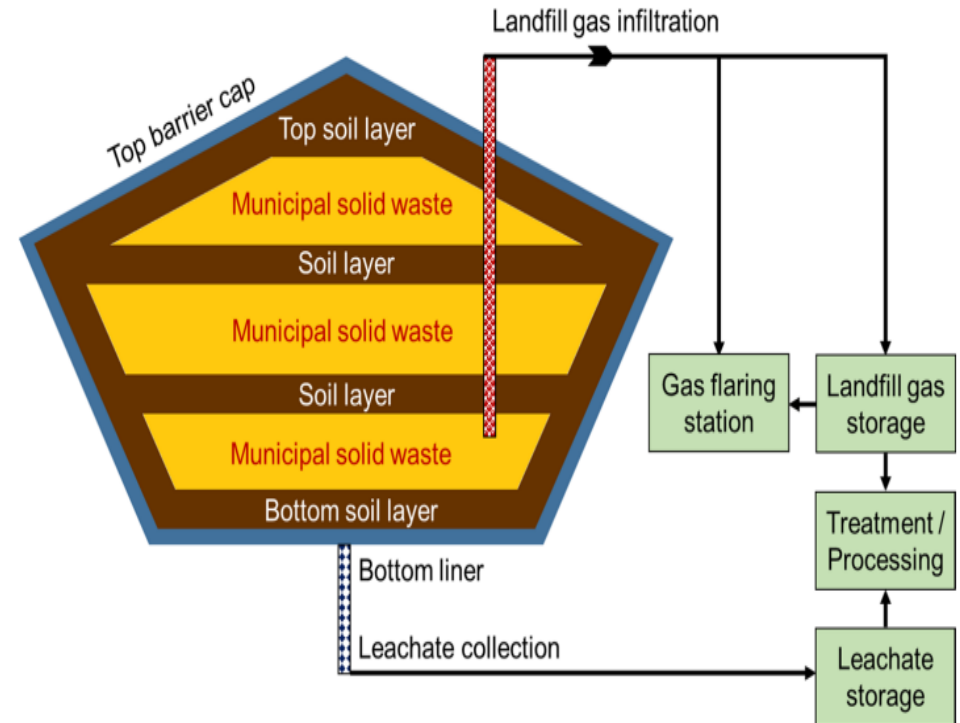 Landfill gas infiltration
Top barrier cap
Top soil layer
Municipal solid waste
Soil layer
Municipal solid waste
Soil layer
Municipal solid waste
Bottom soil layer
Gas flaring
station
Landfill gas
storage
Treatment /
Processing
Bottom liner
Leachate collection
Leachate
storage